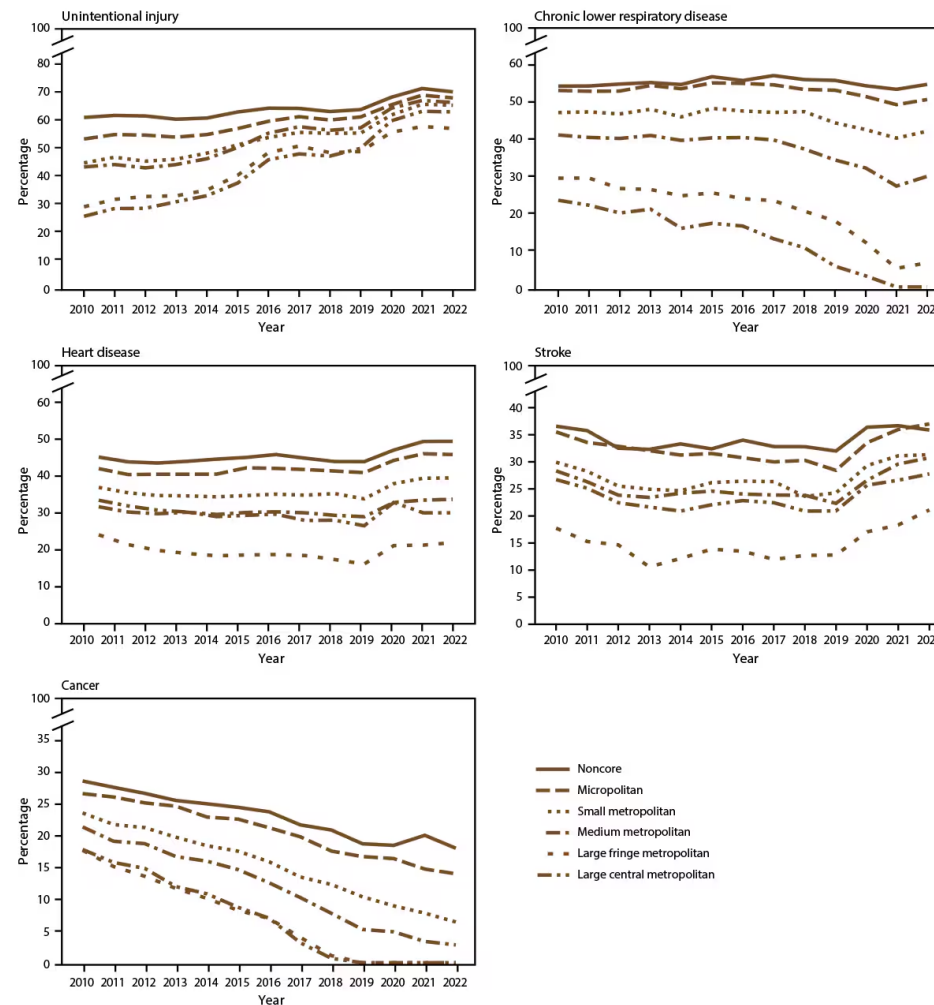 Unintentional injury
100
80
70
60
50
40
30
20
10
0
Percentage
2010 2011 2012 2013 2014 2015 2016 2017 2018 2019 2020 2021 2022
Year
Chronic lower respiratory disease
100
60
50
40
30
20
10
0
Percentage
2010 2011 2012 2013 2014 2015 2016 2017 2018 2019 2020 2021 202
Year
Heart disease
100
60
50
40
30
20
10
0
Percentage
2010 2011 2012 2013 2014 2015 2016 2017 2018 2019 2020 2021 2022
Year
Stroke
100
40
35
30
25
20
15
10
5
0
Percentage
2010 2011 2012 2013 2014 2015 2016 2017 2018 2019 2020 2021 202
Year
Cancer
100
35
30
25
20
15
10
5
0
Percentage
2010 2011 2012 2013 2014 2015 2016 2017 2018 2019 2020 2021 2022
Year
Noncore
Micropolitan
Small metropolitan
Medium metropolitan
Large fringe metropolitan
Large central metropolitan